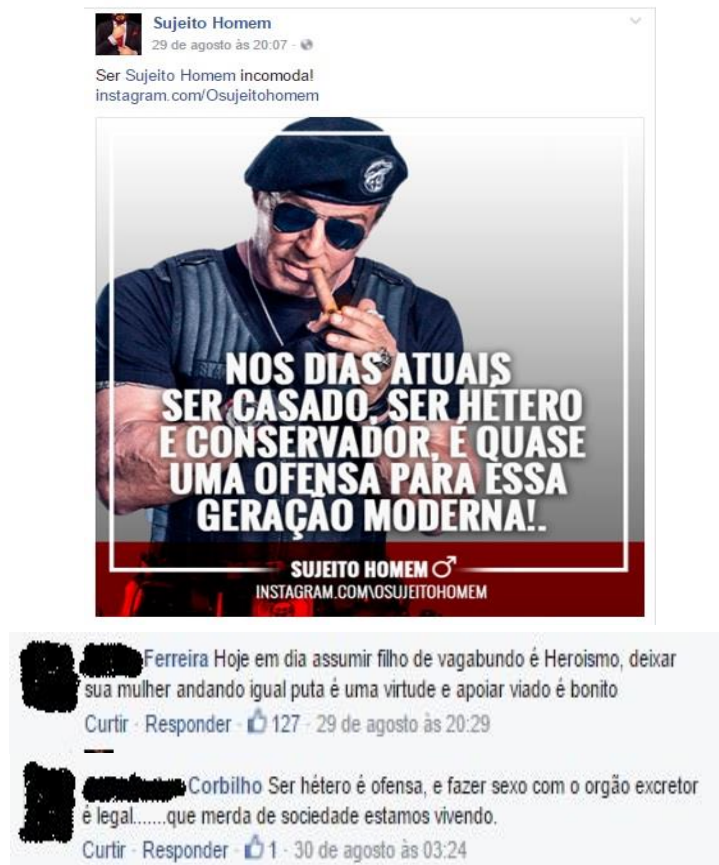 Sujeito Homem
29 de agosto às 20:07 ·
Ser Sujeito Homem incomoda!
instagram.com/Osujeitohomem
NOS DIAS ATUAIS
SER CASADO, SER HÉTERO
E CONSERVADOR, É QUASE
UMA OFENSA PARA ESSA
GERAÇÃO MODERNA!.
SUJEITO HOMEM
INSTAGRAM.COM\OSUJEITOHOMEM
Ferreira Hoje em dia assumir filho de vagabundo é Heroismo, deixar
sua mulher andando igual puta é uma virtude e apoiar viado é bonito
Curtir · Responder · 127 · 29 de agosto às 20:29
Corbilho Ser hétero é ofensa, e fazer sexo com o orgão excretor
é legal.......que merda de sociedade estamos vivendo.
Curtir · Responder · 1 · 30 de agosto às 03:24